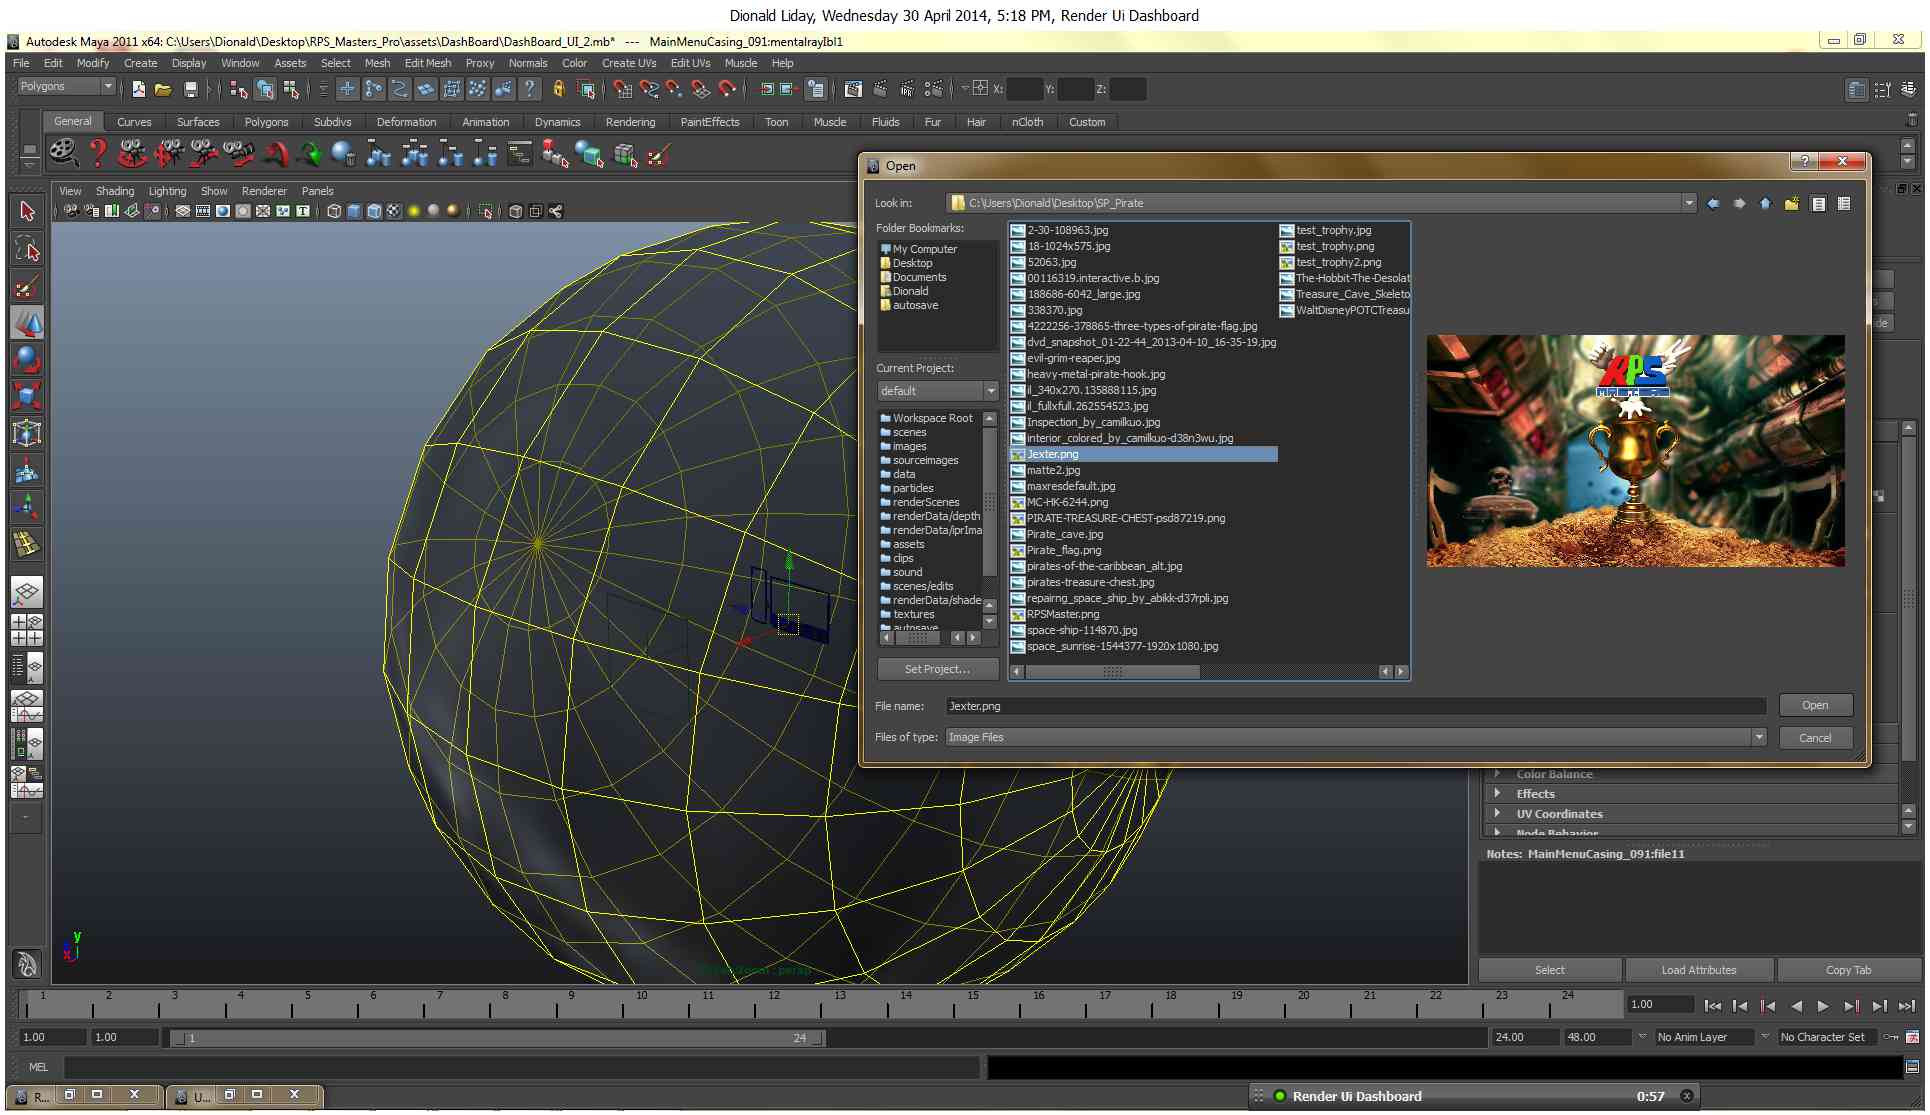 Dionald Liday, Wednesday 30 April 2014, 5:18 PM, Render Ui Dashboard
Autodesk Maya 2011 x64: C:\Users\Dionald\Desktop\RPS_Masters_Pro\assets\DashBoard\DashBoard_UI_2.mb* --- MainMenuCasing_091:mentalrayIbl1
File Edit Modify Create Display Window Assets Select Mesh Edit Mesh Proxy Normals Color Create UVs Edit UVs Muscle Help
Polygons X: Y: Z:
General Curves Surfaces Polygons Subdivs Deformation Animation Dynamics Rendering PaintEffects Toon Muscle Fluids Fur Hair nCloth Custom
View Shading Lighting Show Renderer Panels
Open
Look in: C:\Users\Dionald\Desktop\SP_Pirate
Folder Bookmarks:
My Computer
Desktop
Documents
Dionald
autosave
Current Project:
default
Workspace Root
scenes
images
sourceimages
data
particles
renderScenes
renderData/depth
renderData/iprIma
assets
clips
sound
scenes/edits
renderData/shade
textures
autosave
Set Project...
2-30-108963.jpg
18-1024x575.jpg
52063.jpg
00116319.interactive.b.jpg
188686-6042_large.jpg
338370.jpg
4222256-378865-three-types-of-pirate-flag.jpg
dvd_snapshot_01-22-44_2013-04-10_16-35-19.jpg
evil-grim-reaper.jpg
heavy-metal-pirate-hook.jpg
il_340x270.135888115.jpg
il_fullxfull.262554523.jpg
Inspection_by_camilkuo.jpg
interior_colored_by_camilkuo-d38n3wu.jpg
Jexter.png
matte2.jpg
maxresdefault.jpg
MC-HK-6244.png
PIRATE-TREASURE-CHEST-psd87219.png
Pirate_cave.jpg
Pirate_flag.png
pirates-of-the-caribbean_alt.jpg
pirates-treasure-chest.jpg
repairng_space_ship_by_abikk-d37rpli.jpg
RPSMaster.png
space-ship-114870.jpg
space_sunrise-1544377-1920x1080.jpg
test_trophy.jpg
test_trophy.png
test_trophy2.png
The-Hobbit-The-Desolat
Treasure_Cave_Skeleto
WaltDisneyPOTCTreasu
RPS
File name: Jexter.png Open
Files of type: Image Files Cancel
Color Balance
Effects
UV Coordinates
Node Behavior
Notes: MainMenuCasing_091:file11
Select Load Attributes Copy Tab
y
x
1 2 3 4 5 6 7 8 9 10 11 12 13 14 15 16 17 18 19 20 21 22 23 24 1.00
1.00 1.00 1 24 24.00 48.00 No Anim Layer No Character Set
MEL
R... U... Render Ui Dashboard 0:57